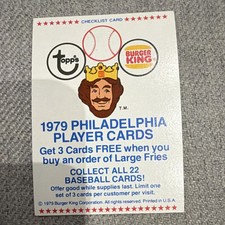 CHECKLIST CARD
Topps
BURGER KING
T.M.
1979 PHILADELPHIA
PLAYER CARDS
Get 3 Cards FREE when you
buy an order of Large Fries
COLLECT ALL 22
BASEBALL CARDS!
Offer good while supplies last. Limit one
set of 3 cards per customer per visit.
© 1979 Burger King Corporation. All rights reserved. Printed in U.S.A.